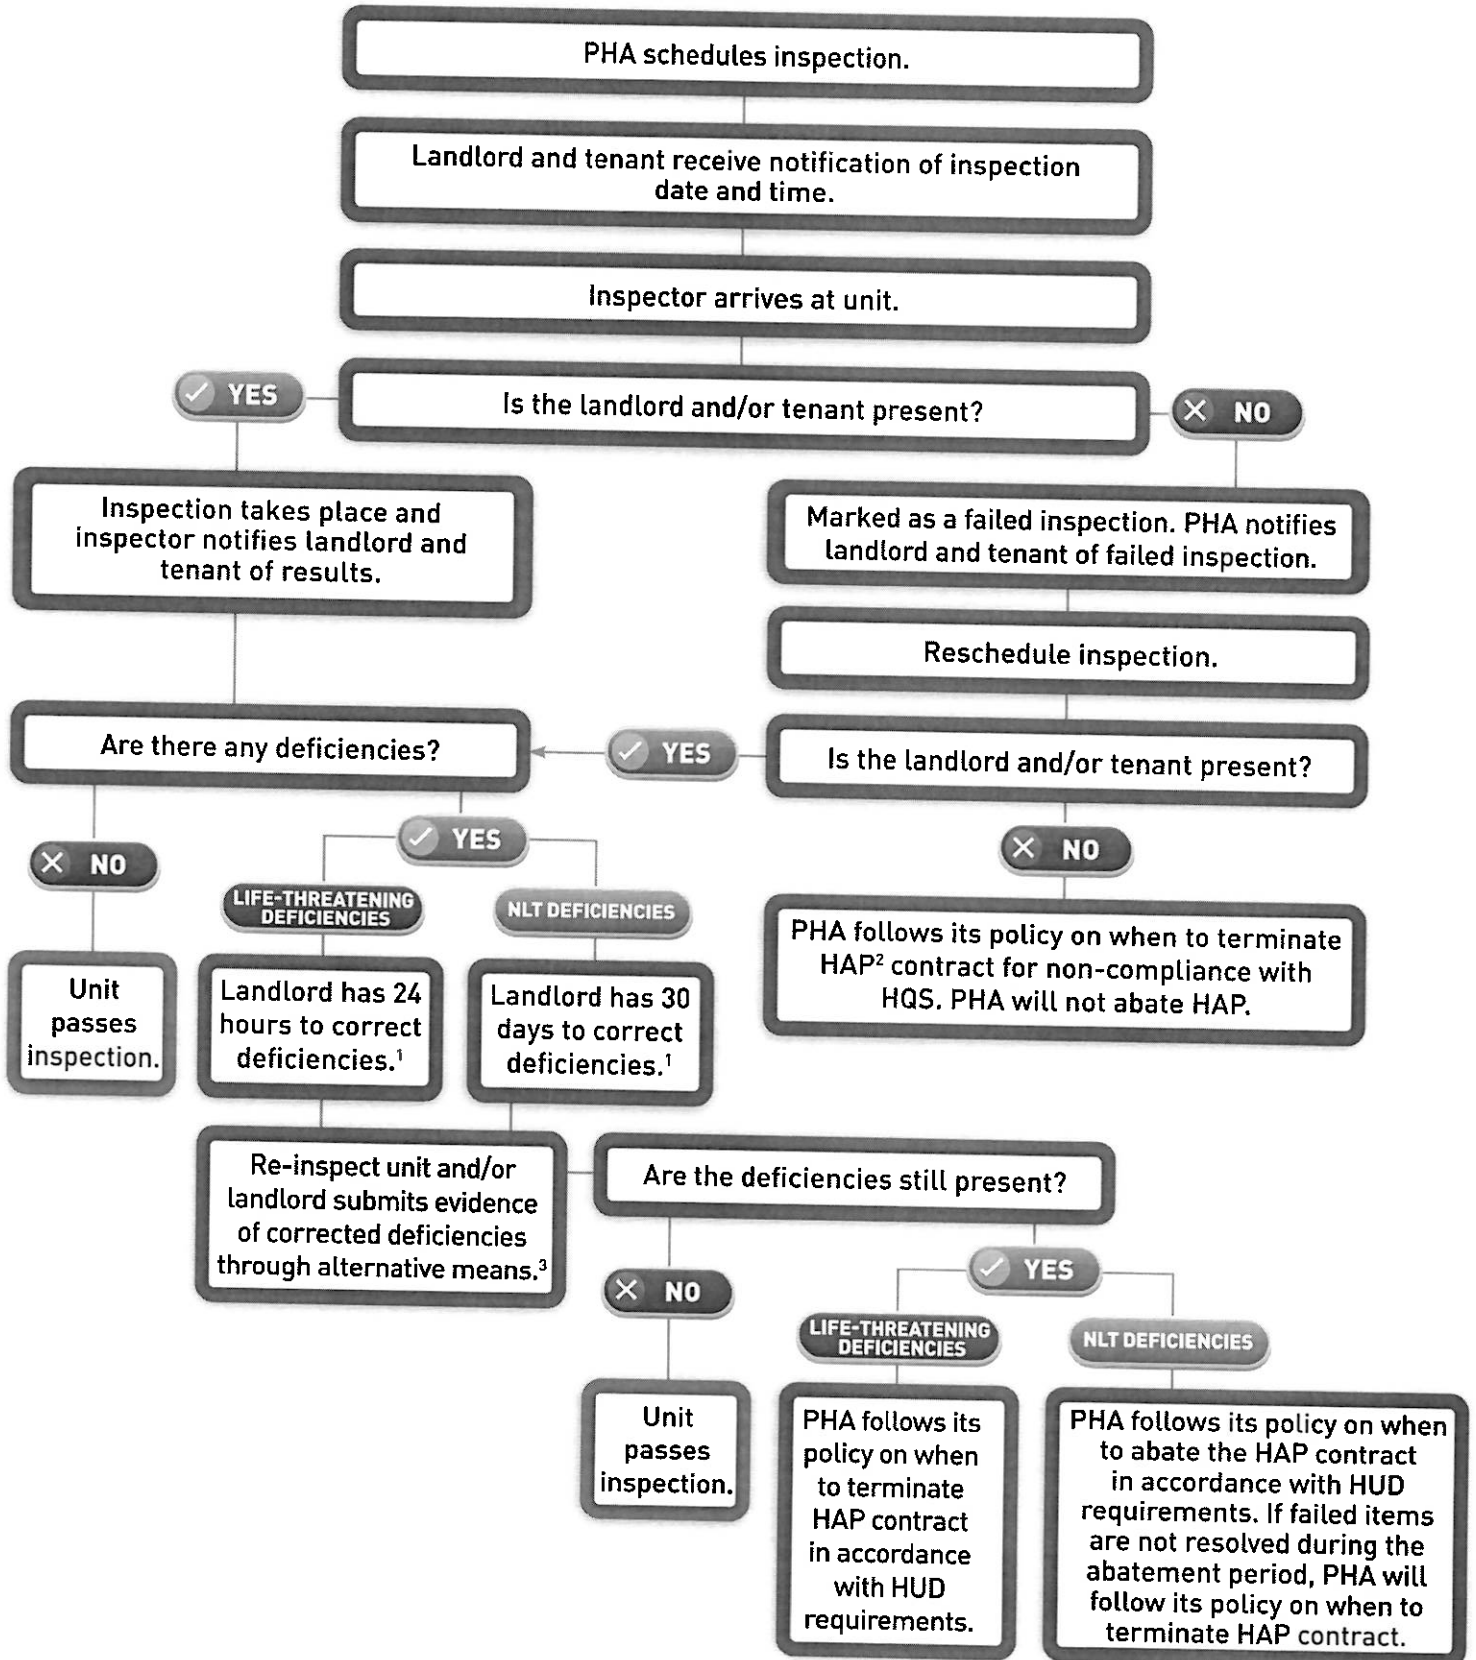 PHA schedules inspection.
Landlord and tenant receive notification of inspection
date and time.
Inspector arrives at unit.
YES
Is the landlord and/or tenant present?
NO
Inspection takes place and
inspector notifies landlord and
tenant of results.
Marked as a failed inspection. PHA notifies
landlord and tenant of failed inspection.
Reschedule inspection.
Are there any deficiencies?
YES
Is the landlord and/or tenant present?
NO
YES
NO
LIFE-THREATENING
DEFICIENCIES
NLT DEFICIENCIES
PHA follows its policy on when to terminate
HAP² contract for non-compliance with
HQS. PHA will not abate HAP.
Unit
passes
inspection.
Landlord has 24
hours to correct
deficiencies.¹
Landlord has 30
days to correct
deficiencies.¹
Re-inspect unit and/or
landlord submits evidence
of corrected deficiencies
through alternative means.³
Are the deficiencies still present?
NO
YES
LIFE-THREATENING
DEFICIENCIES
NLT DEFICIENCIES
Unit
passes
inspection.
PHA follows its
policy on when
to terminate
HAP contract
in accordance
with HUD
requirements.
PHA follows its policy on when
to abate the HAP contract
in accordance with HUD
requirements. If failed items
are not resolved during the
abatement period, PHA will
follow its policy on when to
terminate HAP contract.